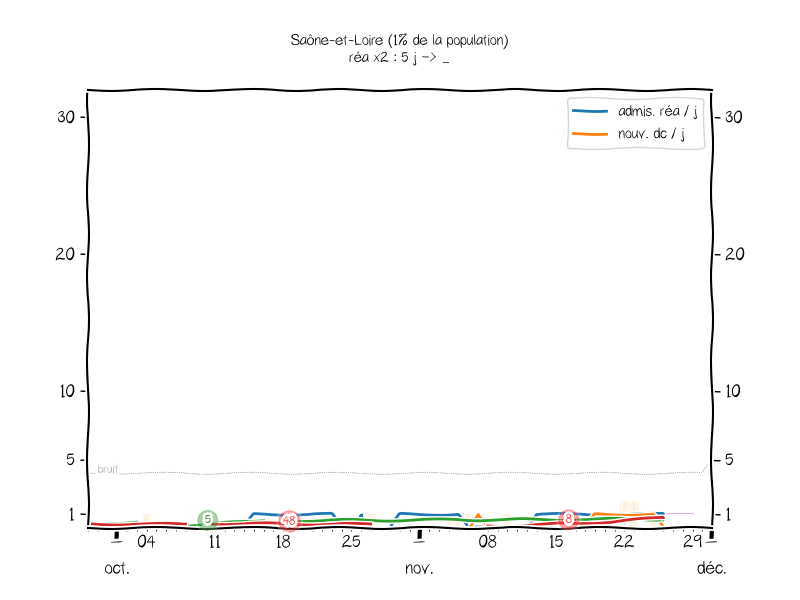 Saône-et-Loire (1% de la population)
réa x2 : 5 j -> _
admis. réa / j
nouv. dc / j
30
30
20
20
10
10
5
5
bruit
1
1
5
48
8
04
11
18
25
08
15
22
29
oct.
nov.
déc.